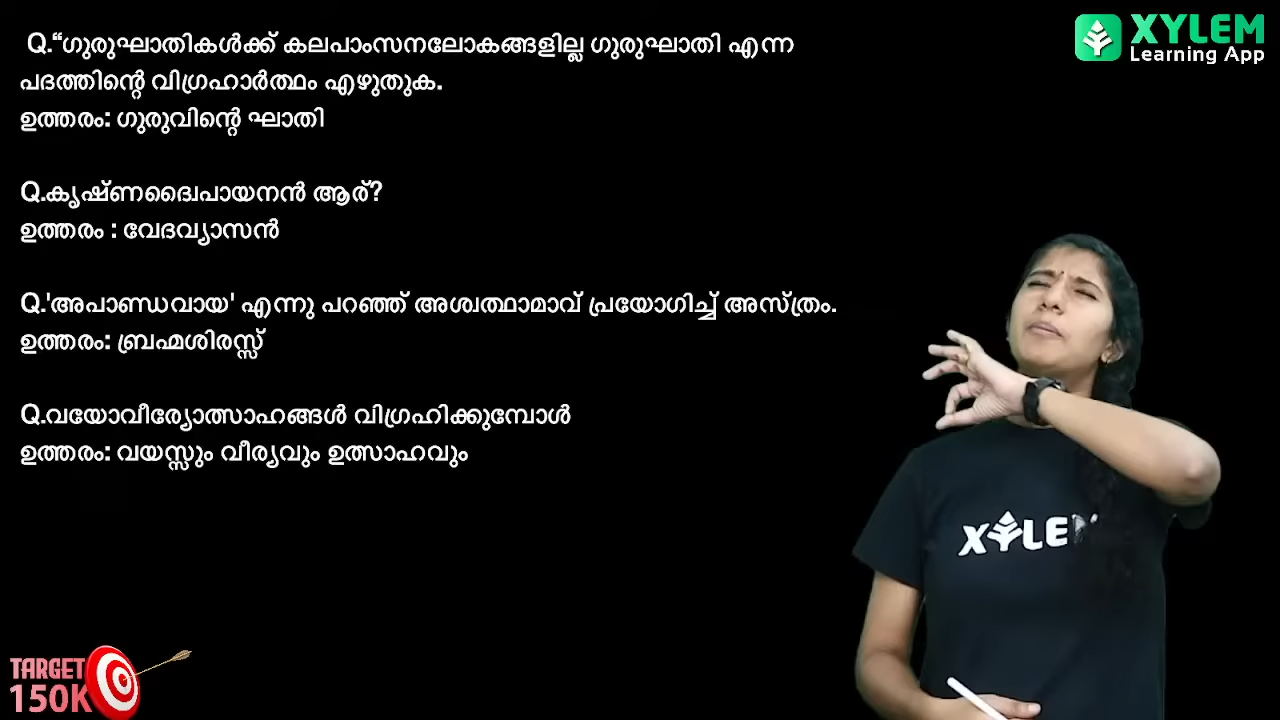 Q.“ഗുരുഘാതികൾക്ക് കലപാംസനലോകങ്ങളില്ല ഗുരുഘാതി എന്ന
പദത്തിന്റെ വിഗ്രഹാർത്ഥം എഴുതുക.
ഉത്തരം: ഗുരുവിന്റെ ഘാതി
Q.കൃഷ്ണദ്വൈപായനൻ ആര്?
ഉത്തരം : വേദവ്യാസൻ
Q.'അപാണ്ഡവായ' എന്നു പറഞ്ഞ് അശ്വത്ഥാമാവ് പ്രയോഗിച്ച് അസ്ത്രം.
ഉത്തരം: ബ്രഹ്മശിരസ്സ്
Q.വയോവീര്യോത്സാഹങ്ങൾ വിഗ്രഹിക്കുമ്പോൾ
ഉത്തരം: വയസ്സും വീര്യവും ഉത്സാഹവും
XYLEM
Learning App
XYLEM
TARGET
150K